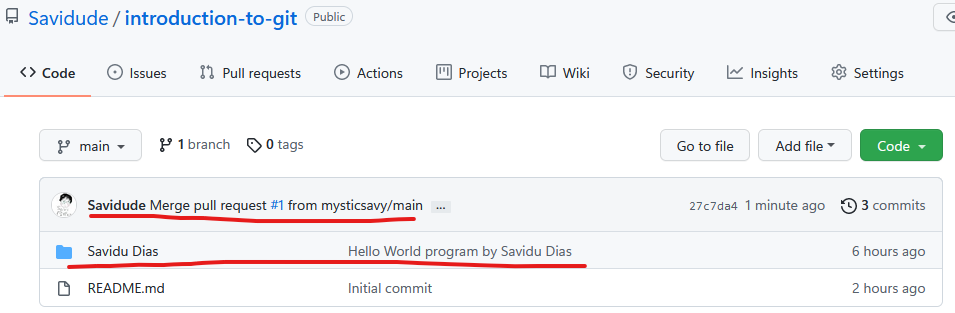 Savidude / introduction-to-git Public
Code Issues Pull requests Actions Projects Wiki Security Insights Settings
main 1 branch 0 tags Go to file Add file Code
Savidude Merge pull request #1 from mysticsavy/main ... 27c7da4 1 minute ago 3 commits
Savidu Dias Hello World program by Savidu Dias 6 hours ago
README.md Initial commit 2 hours ago